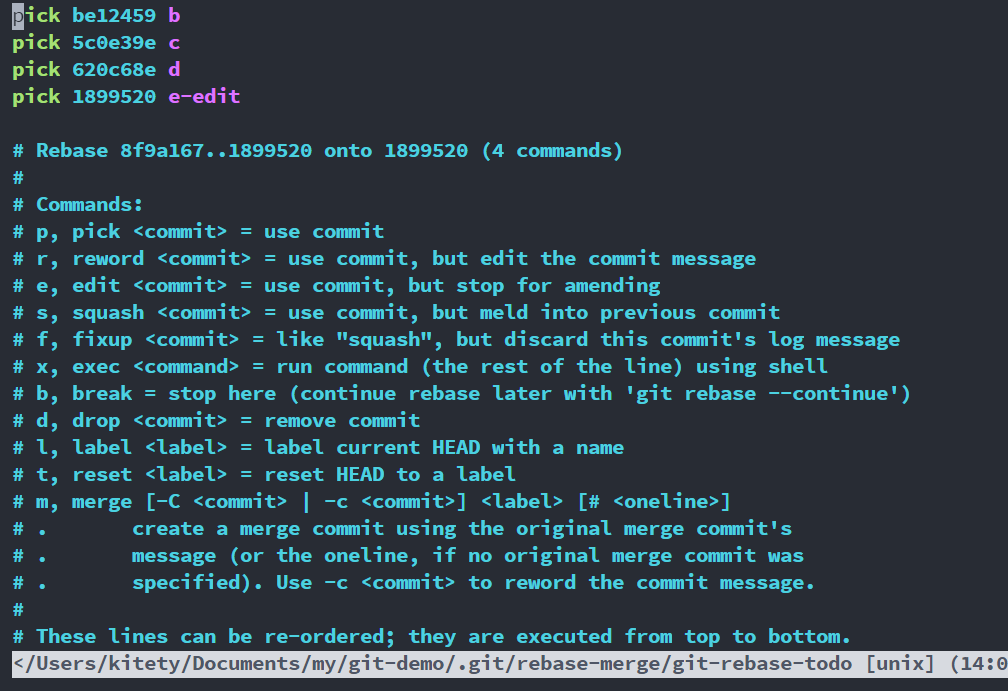 pick be12459 b
pick 5c0e39e c
pick 620c68e d
pick 1899520 e-edit
# Rebase 8f9a167..1899520 onto 1899520 (4 commands)
#
# Commands:
# p, pick <commit> = use commit
# r, reword <commit> = use commit, but edit the commit message
# e, edit <commit> = use commit, but stop for amending
# s, squash <commit> = use commit, but meld into previous commit
# f, fixup <commit> = like "squash", but discard this commit's log message
# x, exec <command> = run command (the rest of the line) using shell
# b, break = stop here (continue rebase later with 'git rebase --continue')
# d, drop <commit> = remove commit
# l, label <label> = label current HEAD with a name
# t, reset <label> = reset HEAD to a label
# m, merge [-C <commit> | -c <commit>] <label> [# <oneline>]
# .       create a merge commit using the original merge commit's
# .       message (or the oneline, if no original merge commit was
# .       specified). Use -c <commit> to reword the commit message.
#
# These lines can be re-ordered; they are executed from top to bottom.
</Users/kitety/Documents/my/git-demo/.git/rebase-merge/git-rebase-todo [unix] (14:0